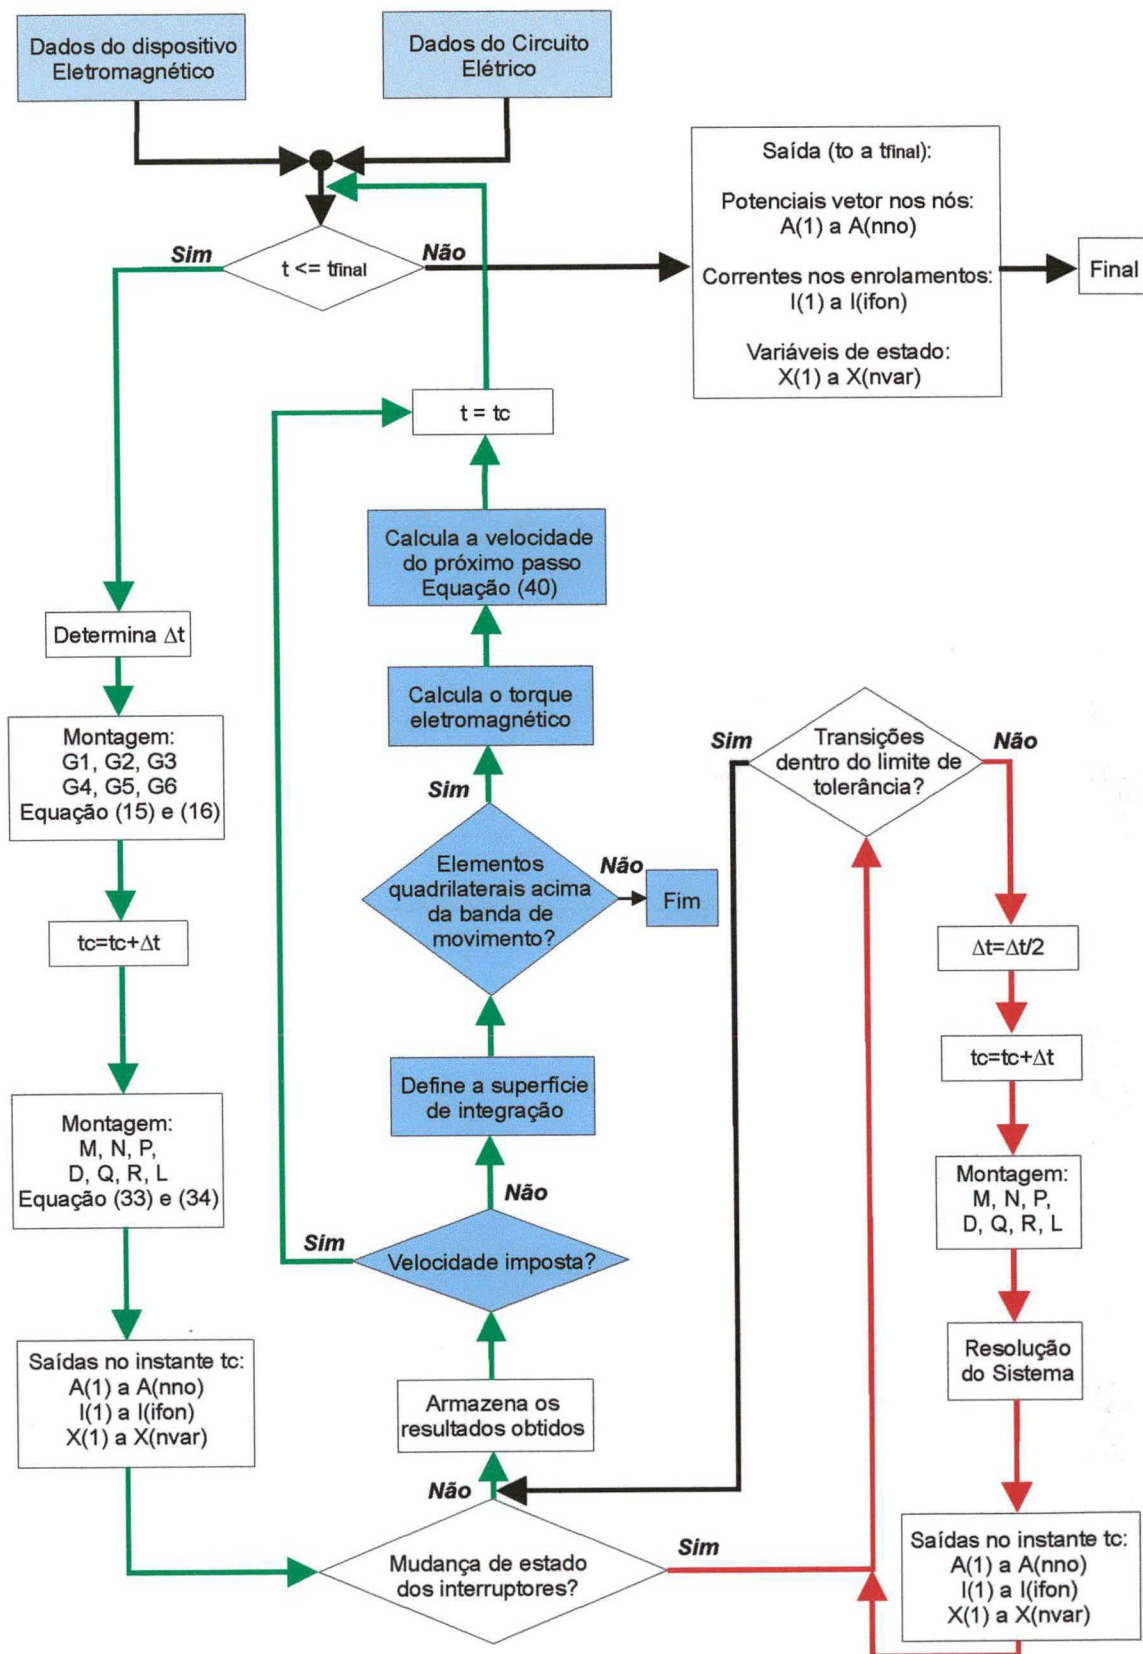 Dados do dispositivo
Eletromagnético
Dados do Circuito
Elétrico
Saída (to a tfinal):
Potenciais vetor nos nós:
A(1) a A(nno)
Correntes nos enrolamentos:
I(1) a I(ifon)
Variáveis de estado:
X(1) a X(nvar)
Final
Sim
t <= tfinal
Não
t = tc
Calcula a velocidade
do próximo passo
Equação (40)
Determina Δt
Calcula o torque
eletromagnético
Montagem:
G1, G2, G3
G4, G5, G6
Equação (15) e (16)
Sim
Sim
Transições
dentro do limite de
tolerância?
Não
Elementos
quadrilaterais acima
da banda de
movimento?
Não
Fim
tc=tc+Δt
Δt=Δt/2
tc=tc+Δt
Define a superfície
de integração
Montagem:
M, N, P,
D, Q, R, L
Equação (33) e (34)
Montagem:
M, N, P,
D, Q, R, L
Não
Sim
Velocidade imposta?
Resolução
do Sistema
Saídas no instante tc:
A(1) a A(nno)
I(1) a I(ifon)
X(1) a X(nvar)
Armazena os
resultados obtidos
Não
Mudança de estado
dos interruptores?
Sim
Saídas no instante tc:
A(1) a A(nno)
I(1) a I(ifon)
X(1) a X(nvar)